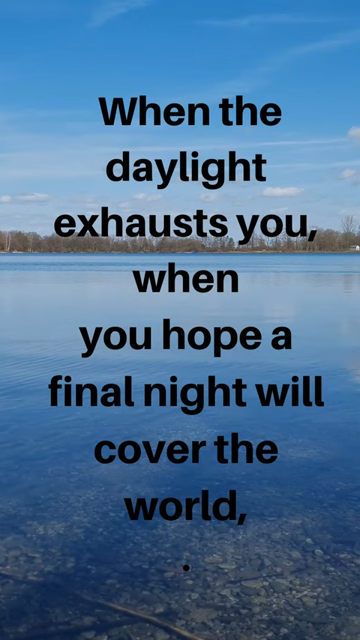 When the
daylight
exhausts you,
when
you hope a
final night will
cover the
world,
.